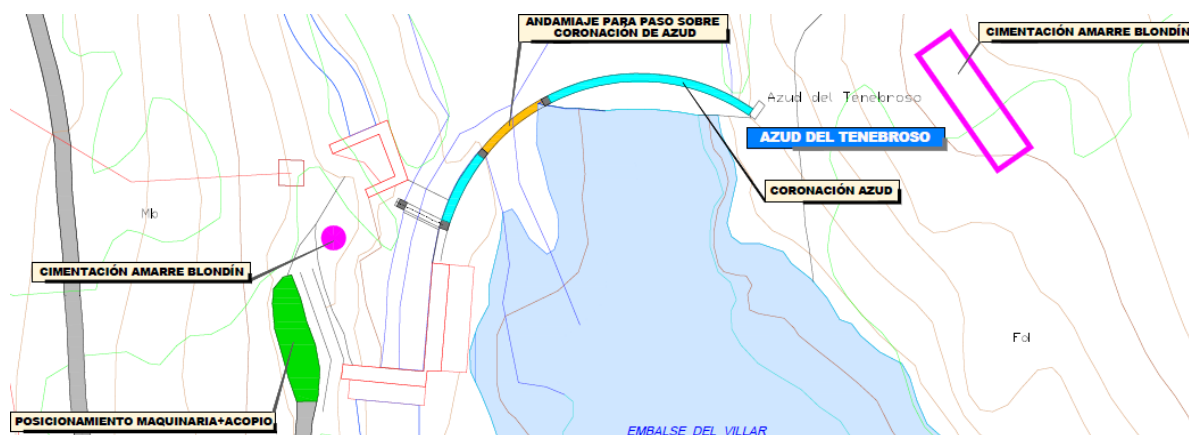 ANDAMIAJE PARA PASO SOBRE
CORONACIÓN DE AZUD
CIMENTACIÓN AMARRE BLONDÍN
Azud del Tenebroso
AZUD DEL TENEBROSO
CORONACIÓN AZUD
Mb
CIMENTACIÓN AMARRE BLONDÍN
Fol
POSICIONAMIENTO MAQUINARIA+ACOPIO
EMBALSE DEL VILLAR